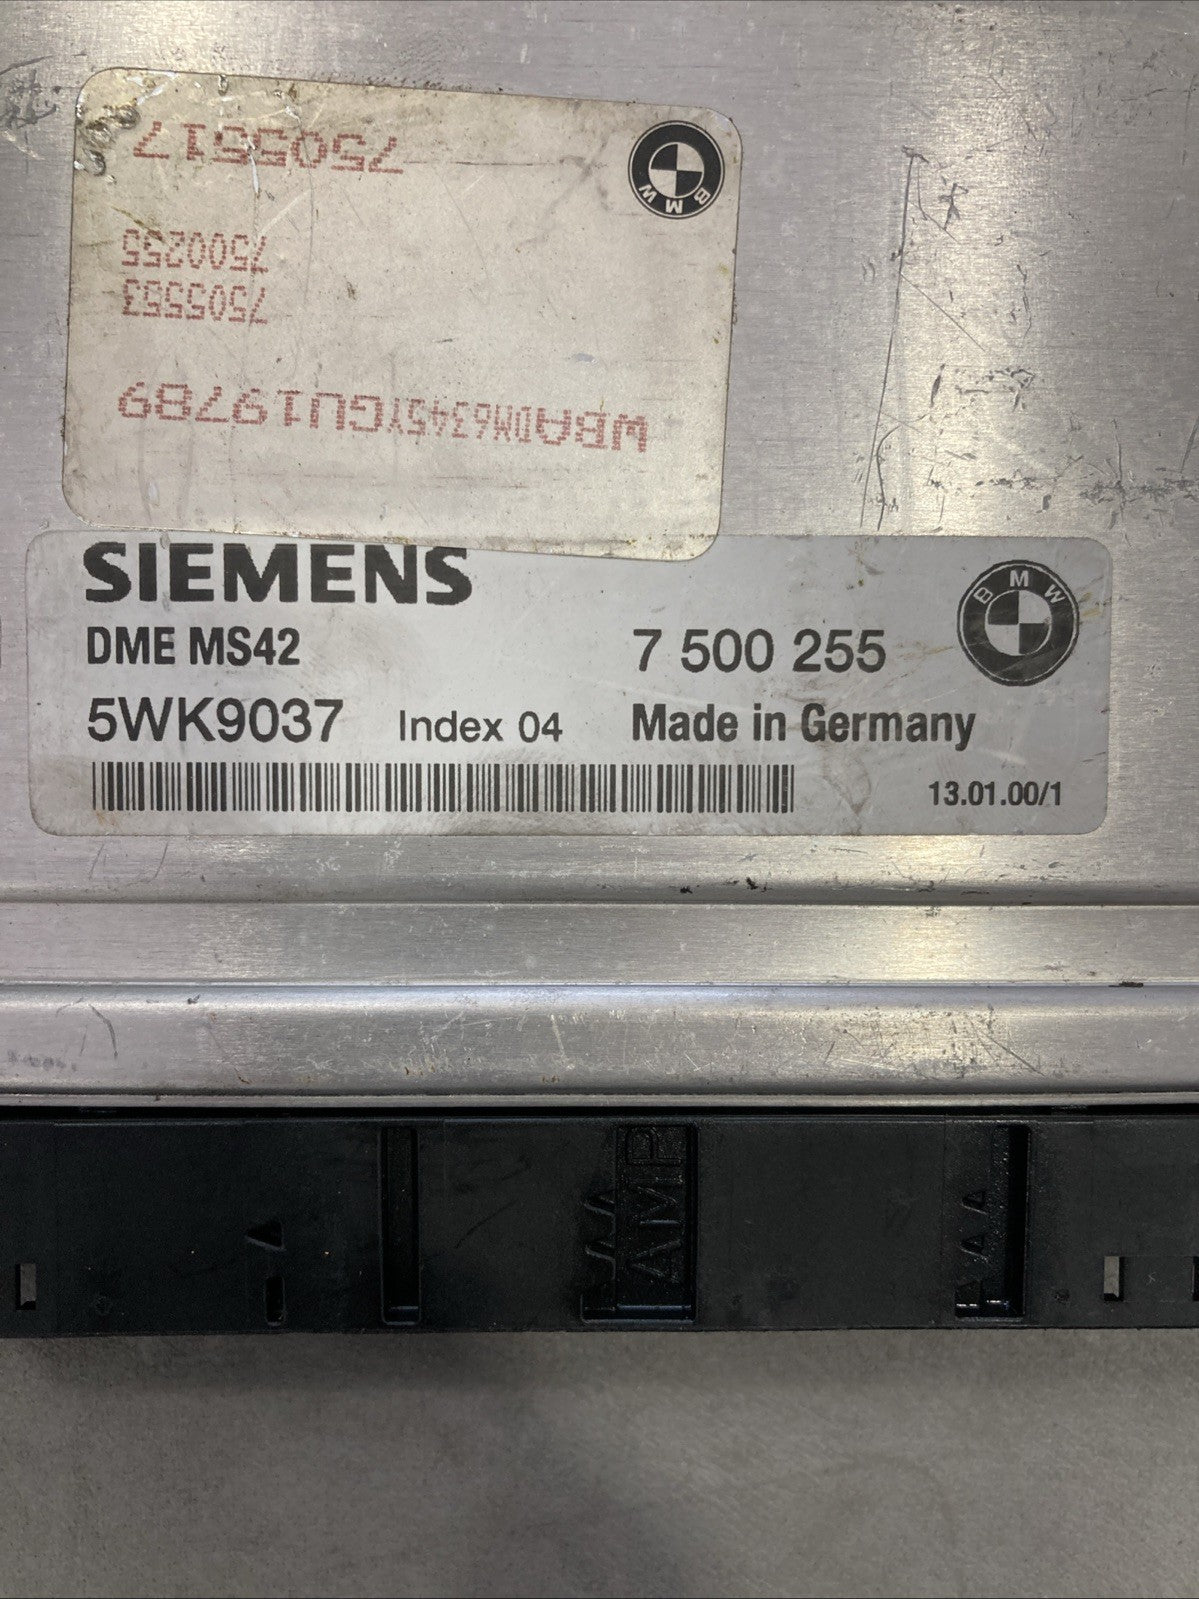 WBADM6345YGU19789
7505553
7500255
BMW
7505517
SIEMENS
DME MS42
7 500 255
BMW
5WK9037 Index 04 Made in Germany
13.01.00/1
AMP